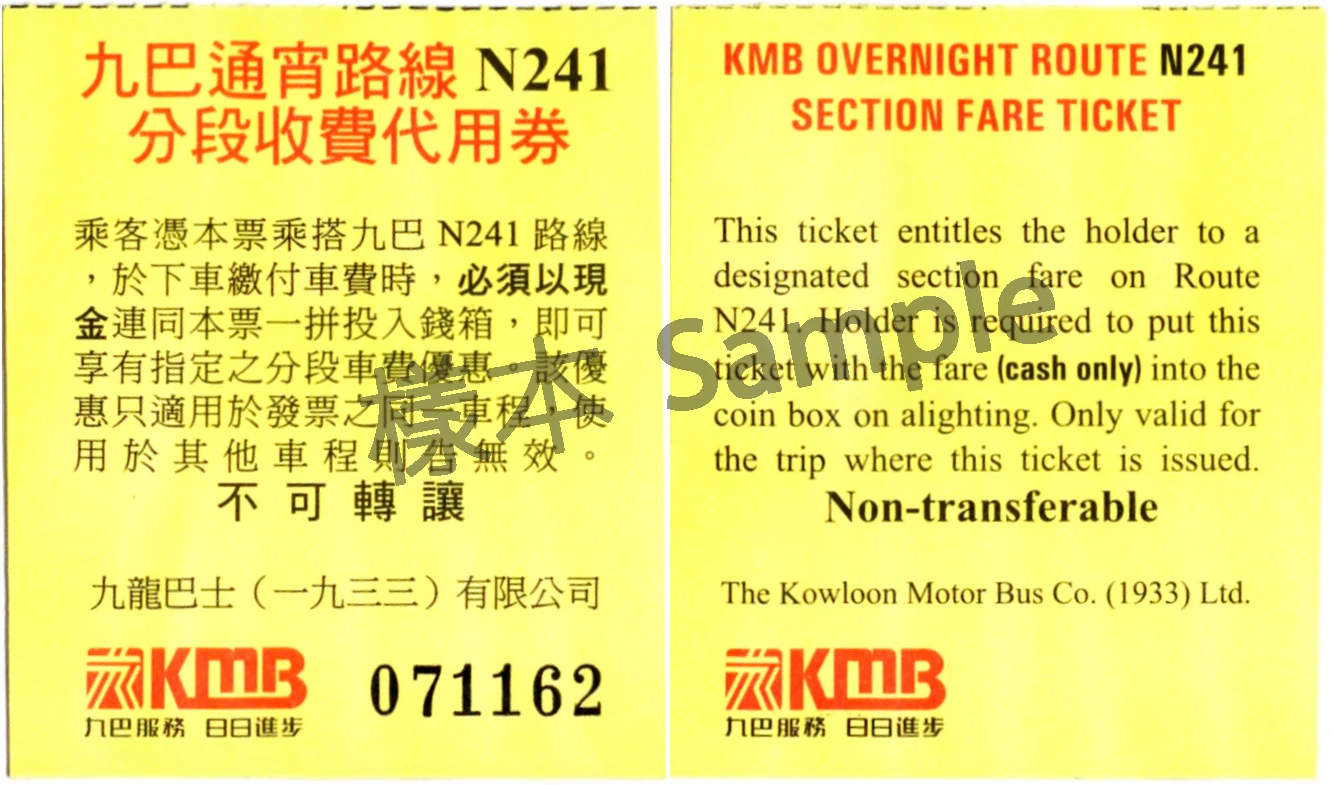 九巴通宵路線 N241
分段收費代用券
乘客憑本票乘搭九巴 N241 路線
，於下車繳付車費時，必須以現
金連同本票一拼投入錢箱，即可
享有指定之分段車費優惠。該優
惠只適用於發票之同一車程，使
用於其他車程則告無效。
不可轉讓
九龍巴士（一九三三）有限公司
KMB
071162
九巴服務 日日進步
KMB OVERNIGHT ROUTE N241
SECTION FARE TICKET
This ticket entitles the holder to a
designated section fare on Route
N241. Holder is required to put this
ticket with the fare (cash only) into the
coin box on alighting. Only valid for
the trip where this ticket is issued.
Non-transferable
The Kowloon Motor Bus Co. (1933) Ltd.
KMB
九巴服務 日日進步
樣本 Sample